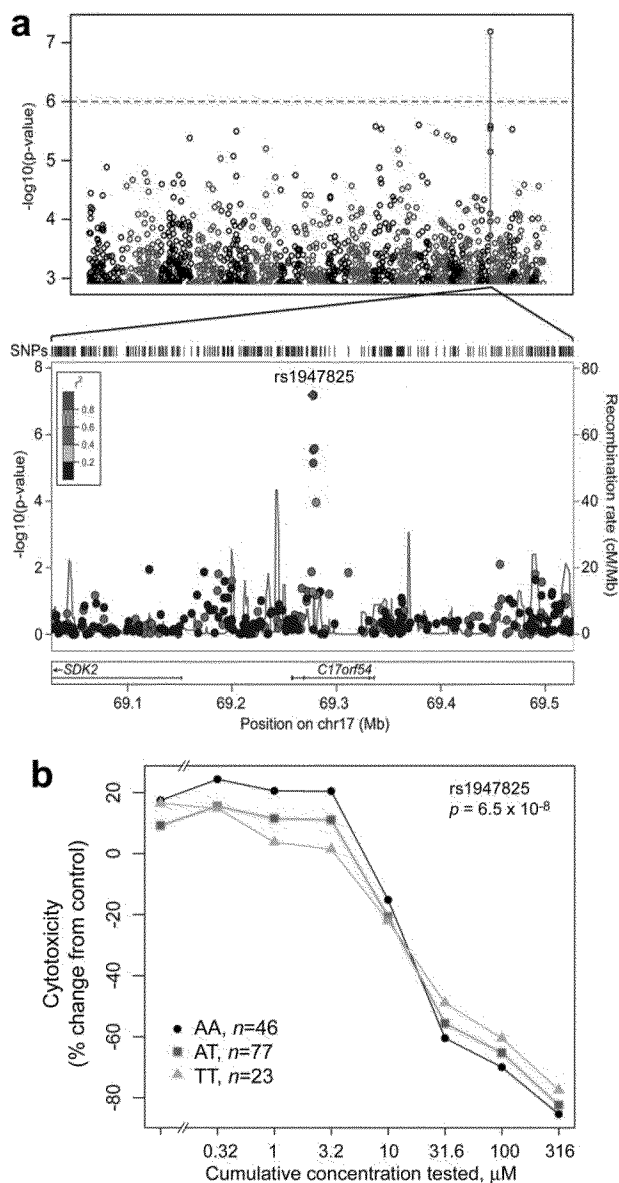 a
7
6
5
4
3
-log10(p-value)
SNPs
rs1947825
8
6
4
2
0
-log10(p-value)
80
60
40
20
0
Recombination rate (cM/Mb)
r²
0.8
0.6
0.4
0.2
←SDK2
C17orf54
69.1 69.2 69.3 69.4 69.5
Position on chr17 (Mb)
b
20
0
-20
-40
-60
-80
Cytotoxicity
(% change from control)
rs1947825
p = 6.5 x 10⁻⁸
AA, n=46
AT, n=77
TT, n=23
0.32 1 3.2 10 31.6 100 316
Cumulative concentration tested, μM